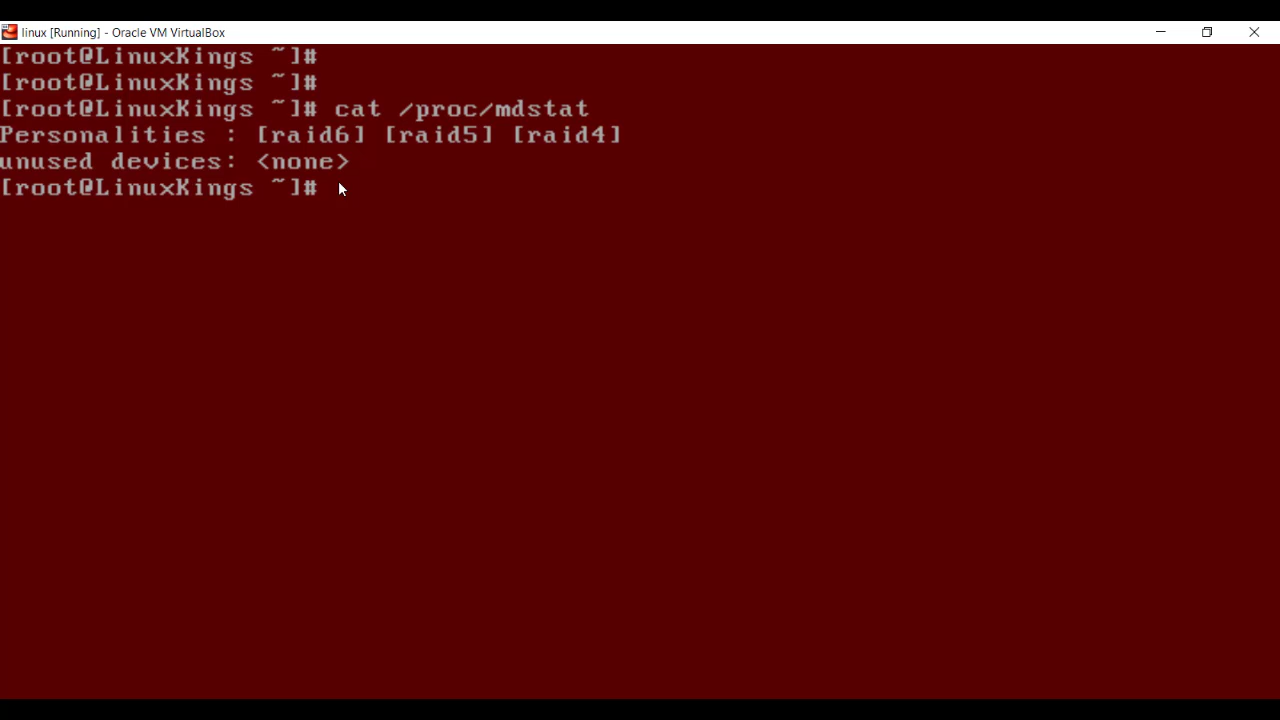 linux [Running] - Oracle VM VirtualBox
[root@LinuxKings ~]#
[root@LinuxKings ~]#
[root@LinuxKings ~]# cat /proc/mdstat
Personalities : [raid6] [raid5] [raid4]
unused devices: <none>
[root@LinuxKings ~]#